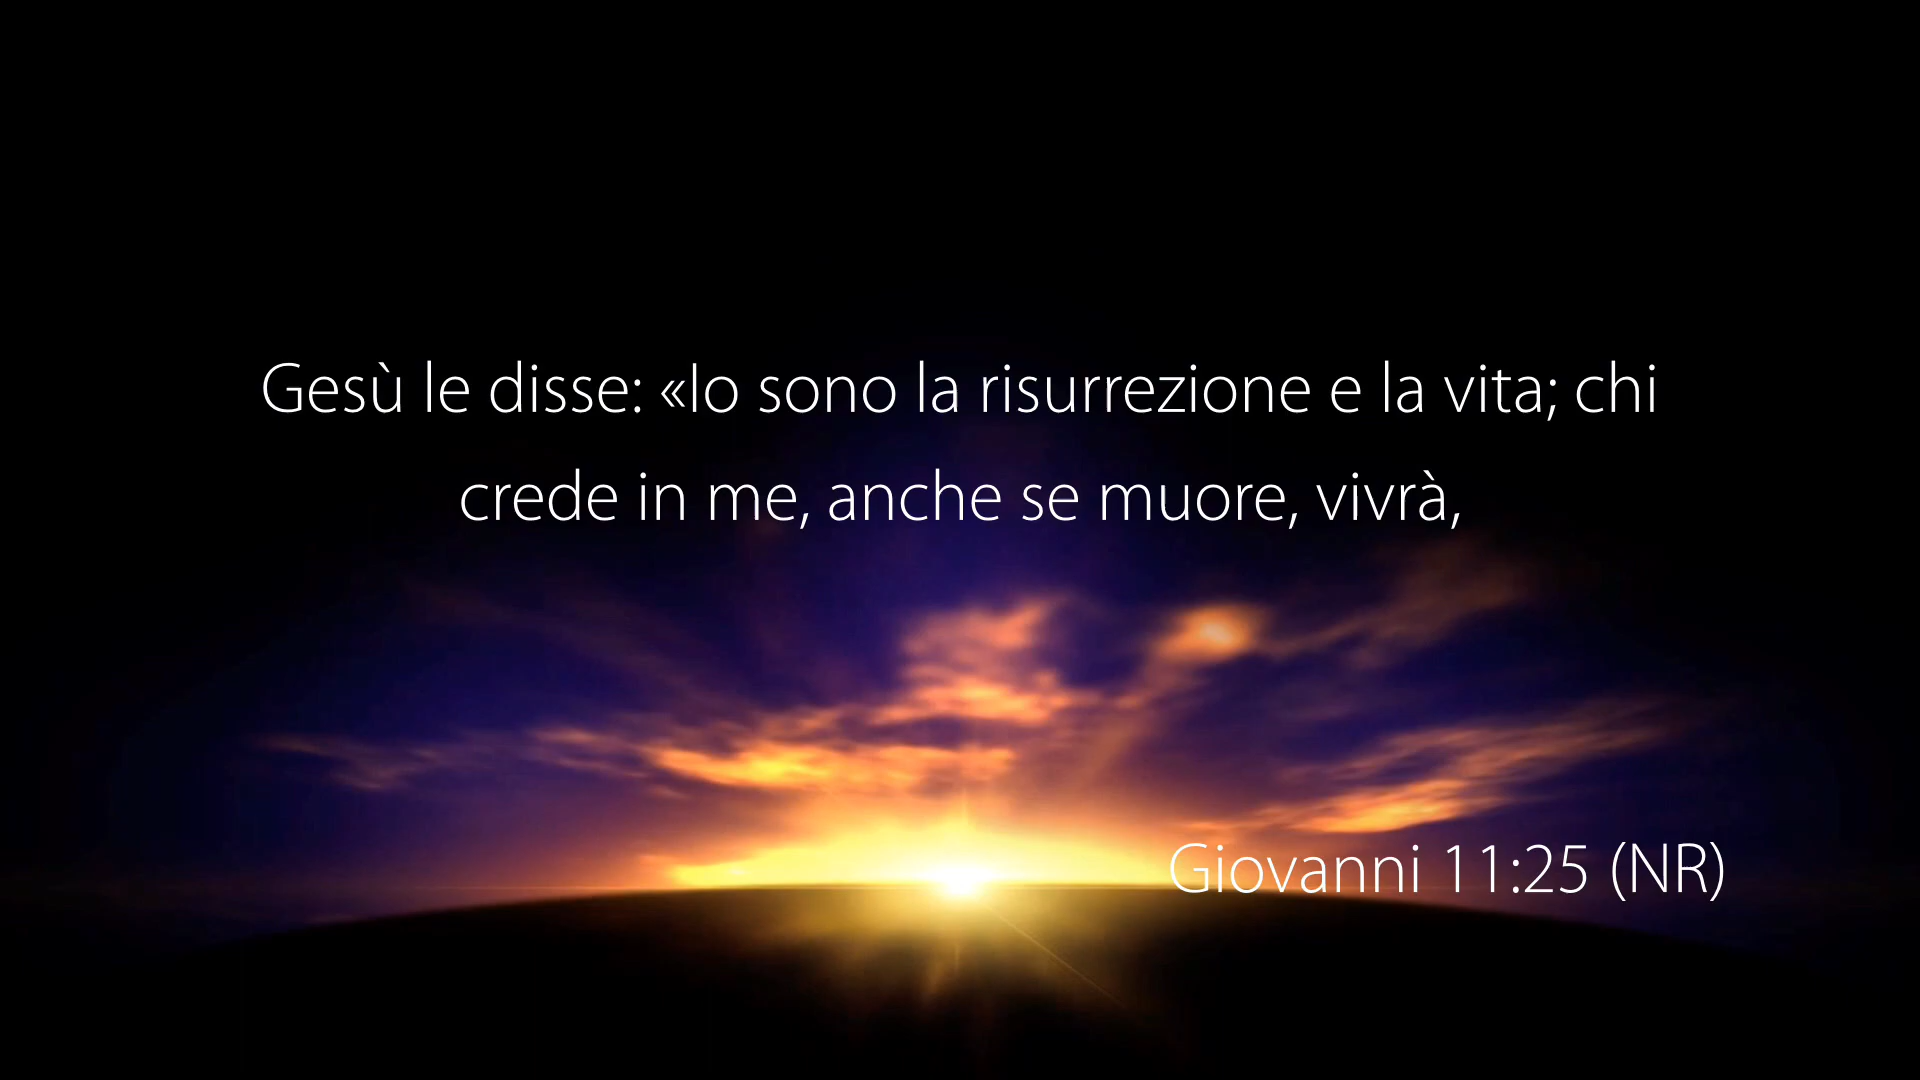 Gesù le disse: «Io sono la risurrezione e la vita; chi
crede in me, anche se muore, vivrà,
Giovanni 11:25 (NR)